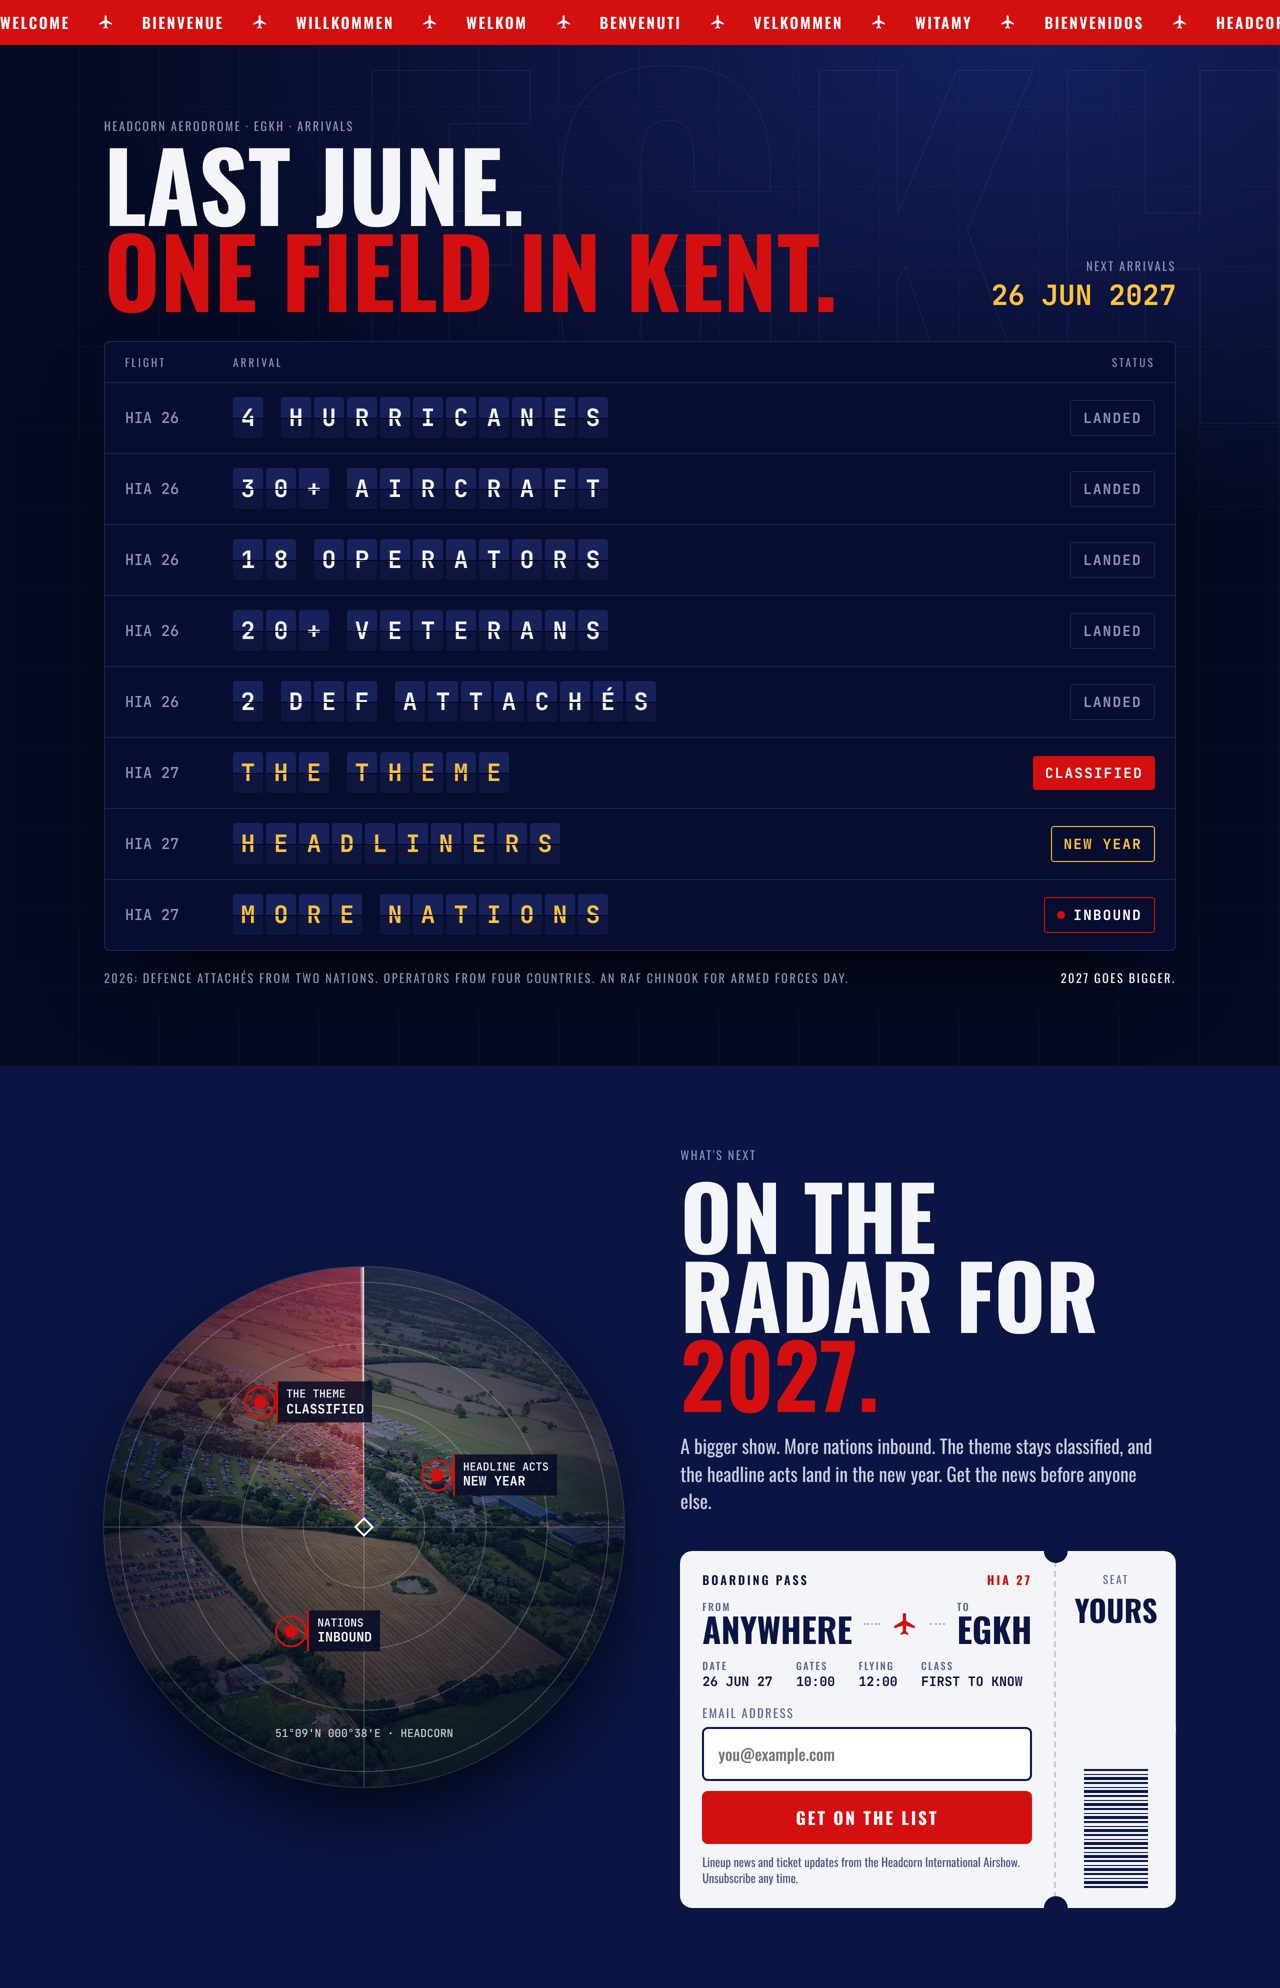 WELCOME BIENVENUE WILLKOMMEN WELKOM BENVENUTI VELKOMMEN WITAMY BIENVENIDOS
EGKH
HEADCORN AERODROME · EGKH · ARRIVALS
LAST JUNE.
ONE FIELD IN KENT.
NEXT ARRIVALS
26 JUN 2027
FLIGHT ARRIVAL STATUS
HIA 26 4 HURRICANES LANDED
HIA 26 30+ AIRCRAFT LANDED
HIA 26 18 OPERATORS LANDED
HIA 26 20+ VETERANS LANDED
HIA 26 2 DEF ATTACHÉS LANDED
HIA 27 THE THEME CLASSIFIED
HIA 27 HEADLINERS NEW YEAR
HIA 27 MORE NATIONS INBOUND
2026: DEFENCE ATTACHÉS FROM TWO NATIONS. OPERATORS FROM FOUR COUNTRIES. AN RAF CHINOOK FOR ARMED FORCES DAY. 2027 GOES BIGGER.
WHAT'S NEXT
ON THE
RADAR FOR
2027.
A bigger show. More nations inbound. The theme stays classified, and
the headline acts land in the new year. Get the news before anyone
else.
THE THEME
CLASSIFIED
HEADLINE ACTS
NEW YEAR
NATIONS
INBOUND
51°09'N 000°38'E · HEADCORN
BOARDING PASS HIA 27
FROM TO
ANYWHERE EGKH
DATE GATES FLYING CLASS
26 JUN 27 10:00 12:00 FIRST TO KNOW
EMAIL ADDRESS
you@example.com
GET ON THE LIST
Lineup news and ticket updates from the Headcorn International Airshow.
Unsubscribe any time.
SEAT
YOURS